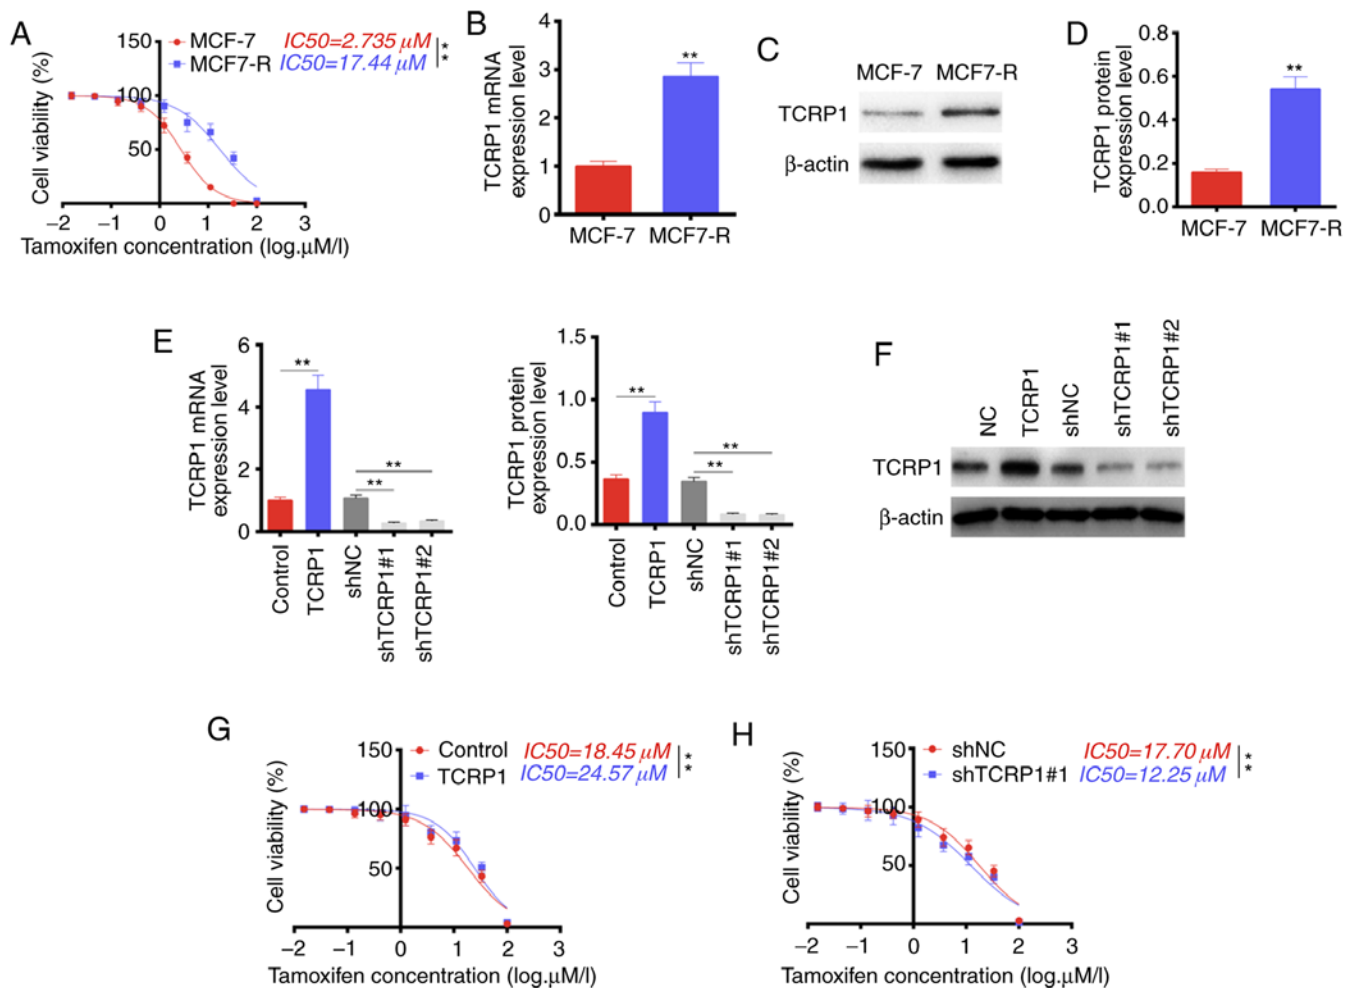 A
150
100
50
Cell viability (%)
MCF-7 IC50=2.735 μM
MCF7-R IC50=17.44 μM
**
−2 −1 0 1 2 3
Tamoxifen concentration (log.μM/l)
B
4
3
2
1
0
TCRP1 mRNA
expression level
**
MCF-7 MCF7-R
C
MCF-7 MCF7-R
TCRP1
β-actin
D
0.8
0.6
0.4
0.2
0.0
TCRP1 protein
expression level
**
MCF-7 MCF7-R
E
6
4
2
0
TCRP1 mRNA
expression level
**
**
**
Control
TCRP1
shNC
shTCRP1#1
shTCRP1#2
1.5
1.0
0.5
0.0
TCRP1 protein
expression level
**
**
**
Control
TCRP1
shNC
shTCRP1#1
shTCRP1#2
F
NC
TCRP1
shNC
shTCRP1#1
shTCRP1#2
TCRP1
β-actin
G
150
100
50
Cell viability (%)
Control IC50=18.45 μM
TCRP1 IC50=24.57 μM
**
−2 −1 0 1 2 3
Tamoxifen concentration (log.μM/l)
H
150
100
50
Cell viability (%)
shNC IC50=17.70 μM
shTCRP1#1 IC50=12.25 μM
**
−2 −1 0 1 2 3
Tamoxifen concentration (log.μM/l)